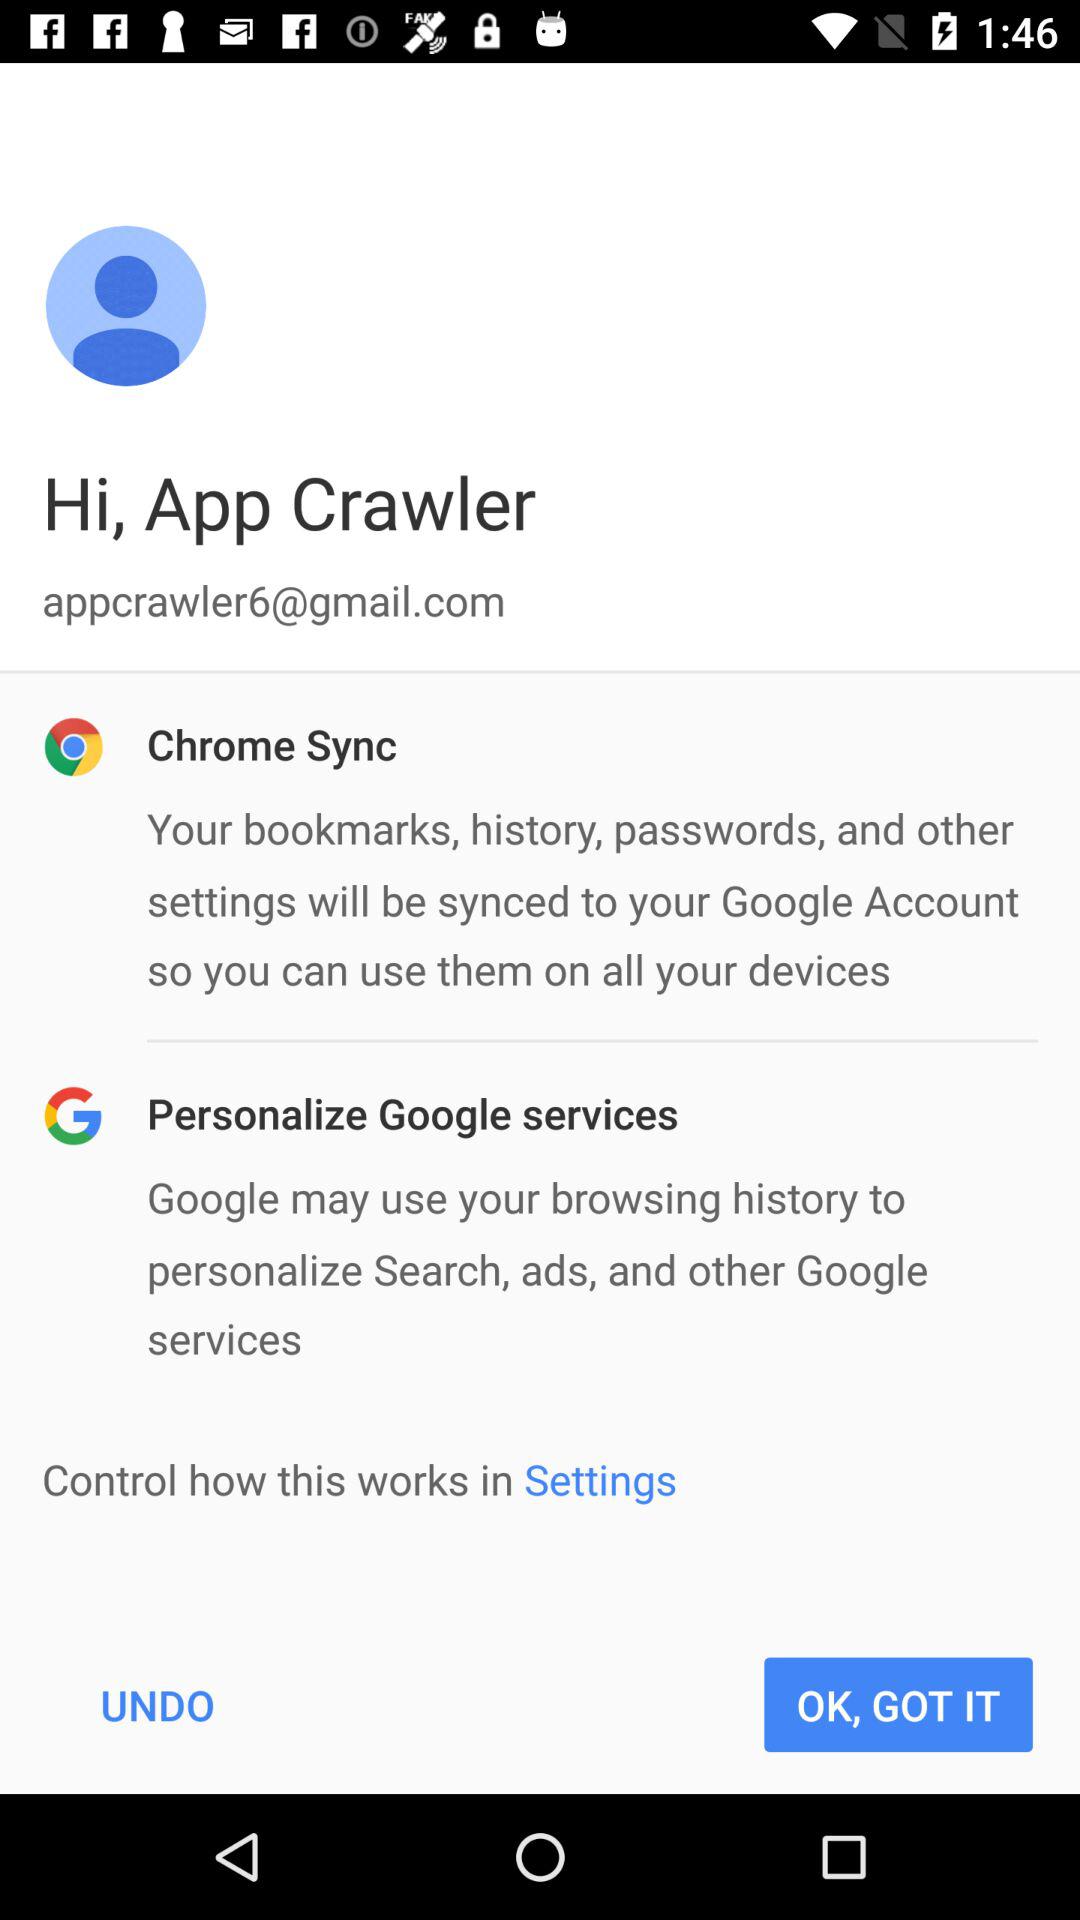 FAKE
1:46
Hi, App Crawler
appcrawler6@gmail.com
Chrome Sync
Your bookmarks, history, passwords, and other
settings will be synced to your Google Account
so you can use them on all your devices
Personalize Google services
Google may use your browsing history to
personalize Search, ads, and other Google
services
Control how this works in Settings
UNDO
OK, GOT IT